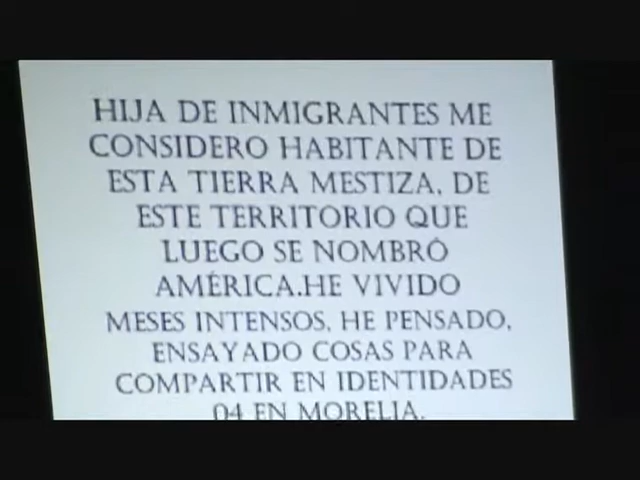 HIJA DE INMIGRANTES ME
CONSIDERO HABITANTE DE
ESTA TIERRA MESTIZA, DE
ESTE TERRITORIO QUE
LUEGO SE NOMBRÓ
AMÉRICA.HE VIVIDO
MESES INTENSOS, HE PENSADO,
ENSAYADO COSAS PARA
COMPARTIR EN IDENTIDADES
04 EN MORELIA.